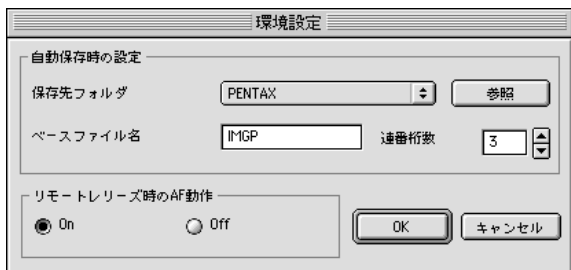 環境設定
自動保存時の設定
保存先フォルダ PENTAX 参照
ベースファイル名 IMGP 連番桁数 3
リモートレリーズ時のAF動作
On Off OK キャンセル